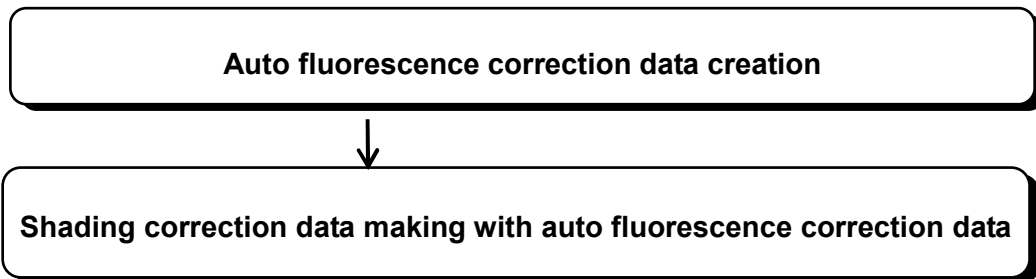 Auto fluorescence correction data creation
Shading correction data making with auto fluorescence correction data